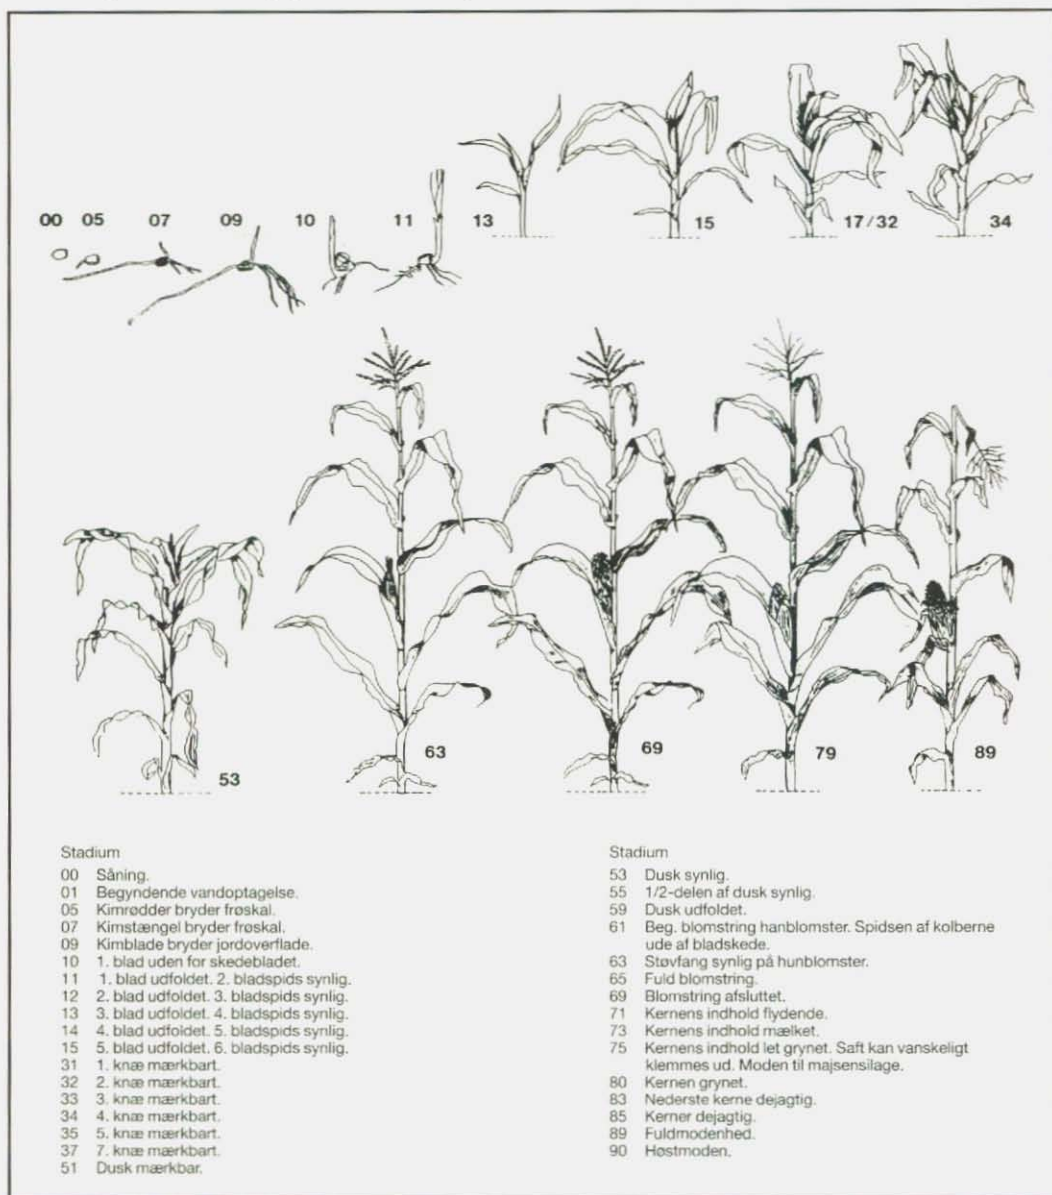 00 05 07 09 10 11 13 15 17/32 34
53 63 69 79 89
Stadium
00 Såning.
01 Begyndende vandoptagelse.
05 Kimrødder bryder frøskal.
07 Kimstængel bryder frøskal.
09 Kimblade bryder jordoverflade.
10 1. blad uden for skedebladet.
11 1. blad udfoldet. 2. bladspids synlig.
12 2. blad udfoldet. 3. bladspids synlig.
13 3. blad udfoldet. 4. bladspids synlig.
14 4. blad udfoldet. 5. bladspids synlig.
15 5. blad udfoldet. 6. bladspids synlig.
31 1. knæ mærkbart.
32 2. knæ mærkbart.
33 3. knæ mærkbart.
34 4. knæ mærkbart.
35 5. knæ mærkbart.
37 7. knæ mærkbart.
51 Dusk mærkbar.
Stadium
53 Dusk synlig.
55 1/2-delen af dusk synlig.
59 Dusk udfoldet.
61 Beg. blomstring hanblomster. Spidsen af kolberne
ude af bladskede.
63 Støvfang synlig på hunblomster.
65 Fuld blomstring.
69 Blomstring afsluttet.
71 Kernens indhold flydende.
73 Kernens indhold mælket.
75 Kernens indhold let grynet. Saft kan vanskeligt
klemmes ud. Moden til majsensilage.
80 Kernen grynet.
83 Nederste kerne dejagtig.
85 Kerner dejagtig.
89 Fuldmodenhed.
90 Høstmoden.